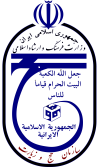 جمهوری اسلامی ایران
وزارت فرهنگ و ارشاد اسلامی
جعل الله الكعبة
البيت الحرام قياما
للناس
الجمهورية الاسلامية
الايرانية
سازمان حج و زیارت